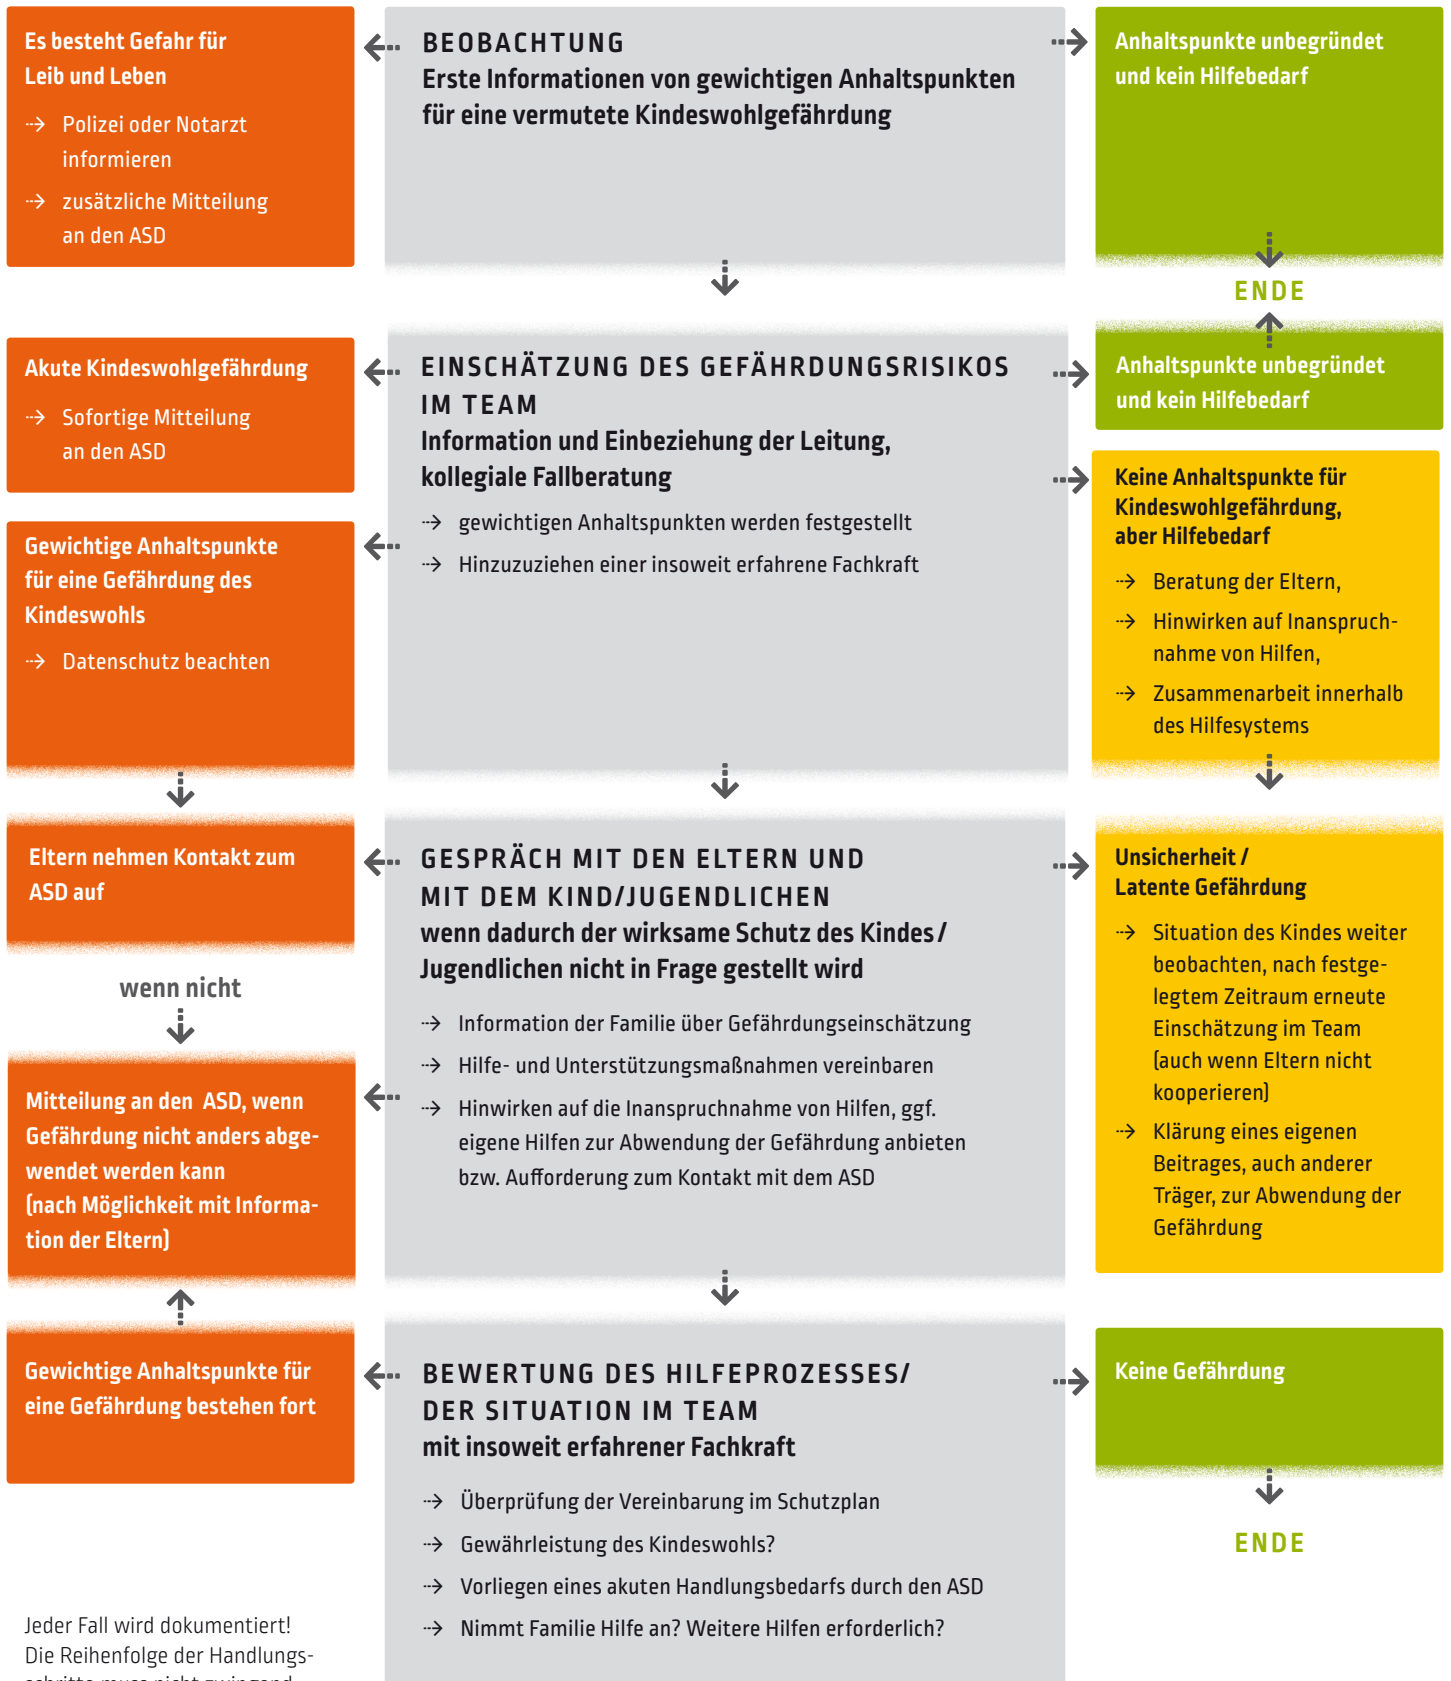 Es besteht Gefahr für
Leib und Leben
Polizei oder Notarzt
informieren
zusätzliche Mitteilung
an den ASD
BEOBACHTUNG
Erste Informationen von gewichtigen Anhaltspunkten
für eine vermutete Kindeswohlgefährdung
Anhaltspunkte unbegründet
und kein Hilfebedarf
ENDE
Akute Kindeswohlgefährdung
Sofortige Mitteilung
an den ASD
Gewichtige Anhaltspunkte
für eine Gefährdung des
Kindeswohls
Datenschutz beachten
EINSCHÄTZUNG DES GEFÄHRDUNGSRISIKOS
IM TEAM
Information und Einbeziehung der Leitung,
kollegiale Fallberatung
gewichtigen Anhaltspunkten werden festgestellt
Hinzuzuziehen einer insoweit erfahrene Fachkraft
Anhaltspunkte unbegründet
und kein Hilfebedarf
Keine Anhaltspunkte für
Kindeswohlgefährdung,
aber Hilfebedarf
Beratung der Eltern,
Hinwirken auf Inanspruch-
nahme von Hilfen,
Zusammenarbeit innerhalb
des Hilfesystems
Eltern nehmen Kontakt zum
ASD auf
wenn nicht
Mitteilung an den ASD, wenn
Gefährdung nicht anders abge-
wendet werden kann
(nach Möglichkeit mit Informa-
tion der Eltern)
GESPRÄCH MIT DEN ELTERN UND
MIT DEM KIND/JUGENDLICHEN
wenn dadurch der wirksame Schutz des Kindes/
Jugendlichen nicht in Frage gestellt wird
Information der Familie über Gefährdungseinschätzung
Hilfe- und Unterstützungsmaßnahmen vereinbaren
Hinwirken auf die Inanspruchnahme von Hilfen, ggf.
eigene Hilfen zur Abwendung der Gefährdung anbieten
bzw. Aufforderung zum Kontakt mit dem ASD
Unsicherheit/
Latente Gefährdung
Situation des Kindes weiter
beobachten, nach festge-
legtem Zeitraum erneute
Einschätzung im Team
(auch wenn Eltern nicht
kooperieren)
Klärung eines eigenen
Beitrages, auch anderer
Träger, zur Abwendung der
Gefährdung
Gewichtige Anhaltspunkte für
eine Gefährdung bestehen fort
BEWERTUNG DES HILFEPROZESSES/
DER SITUATION IM TEAM
mit insoweit erfahrener Fachkraft
Überprüfung der Vereinbarung im Schutzplan
Gewährleistung des Kindeswohls?
Vorliegen eines akuten Handlungsbedarfs durch den ASD
Nimmt Familie Hilfe an? Weitere Hilfen erforderlich?
Keine Gefährdung
ENDE
Jeder Fall wird dokumentiert!
Die Reihenfolge der Handlungs-
schritte muss nicht zwingend